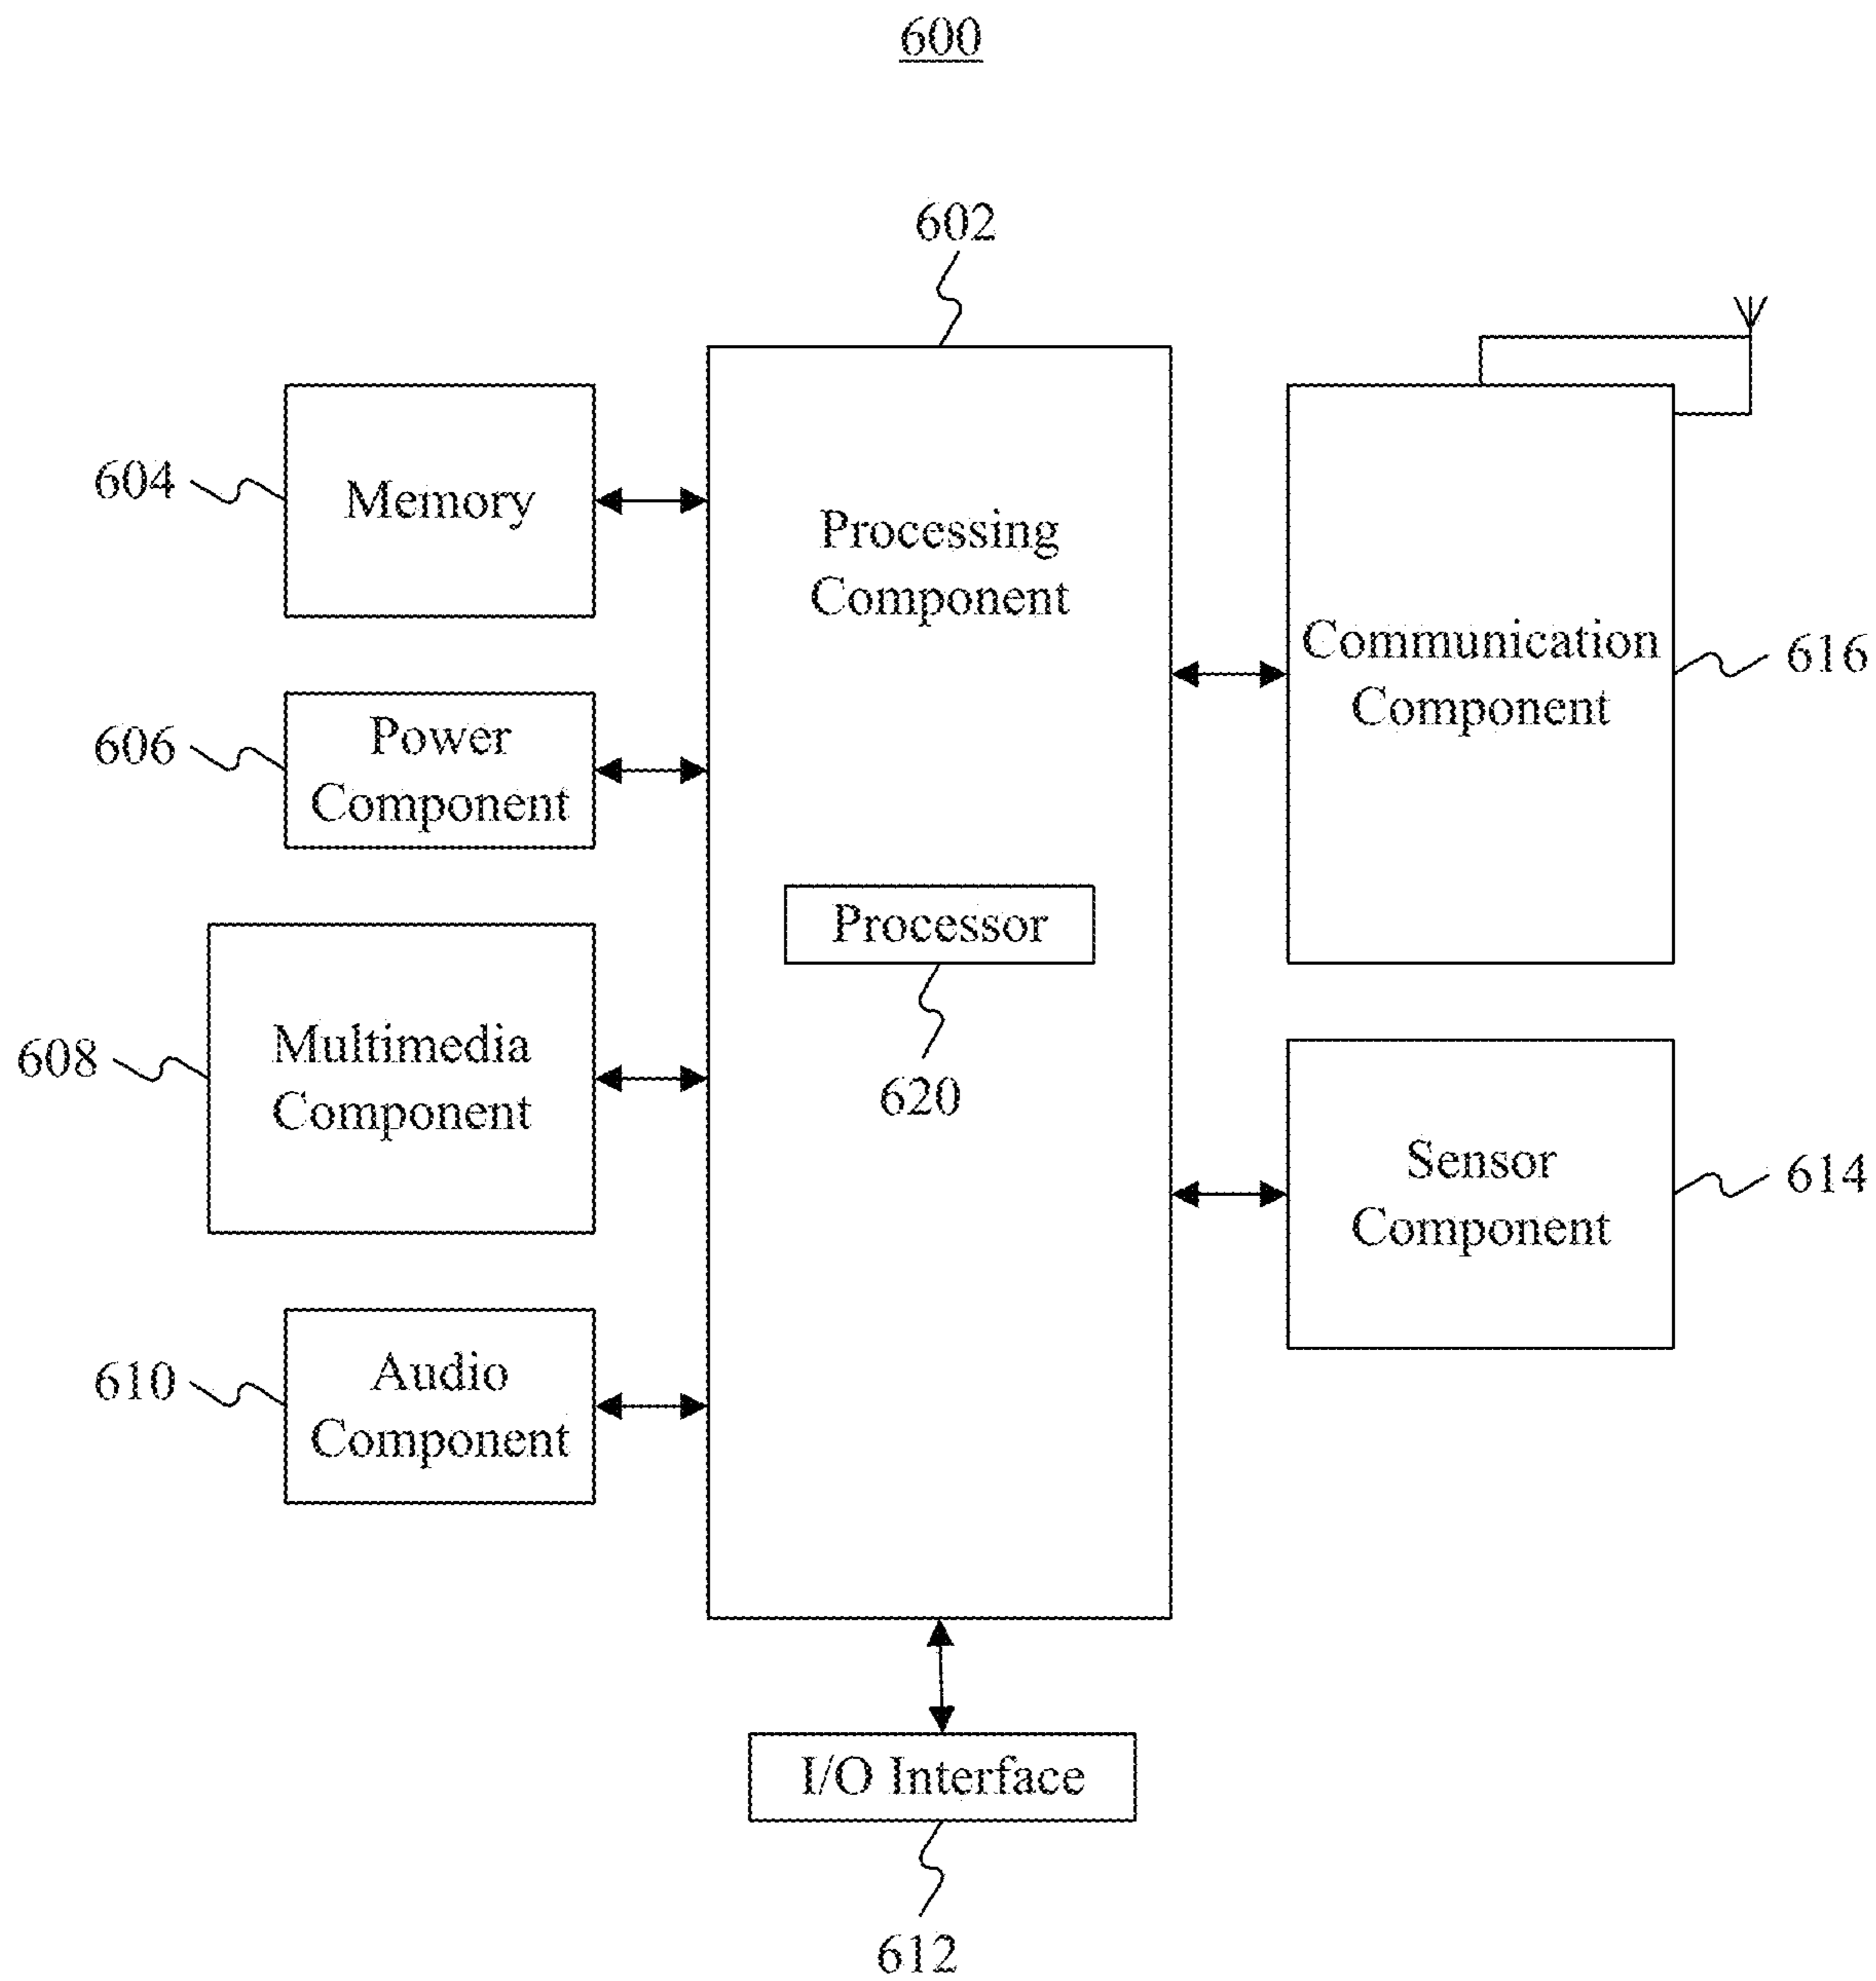 600
602
604
Memory
Processing
Component
Communication
Component
616
606
Power
Component
Processor
620
608
Multimedia
Component
Sensor
Component
614
610
Audio
Component
I/O Interface
612